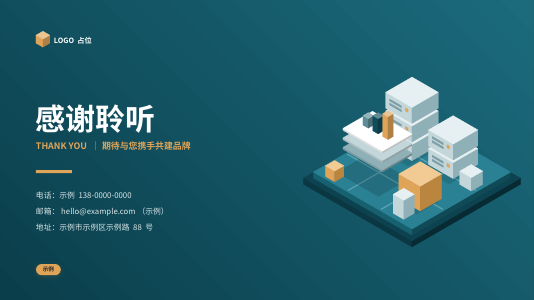 LOGO 占位
感谢聆听
THANK YOU ｜ 期待与您携手共建品牌
电话：示例 138-0000-0000
邮箱：hello@example.com（示例）
地址：示例市示例区示例路 88 号
示例